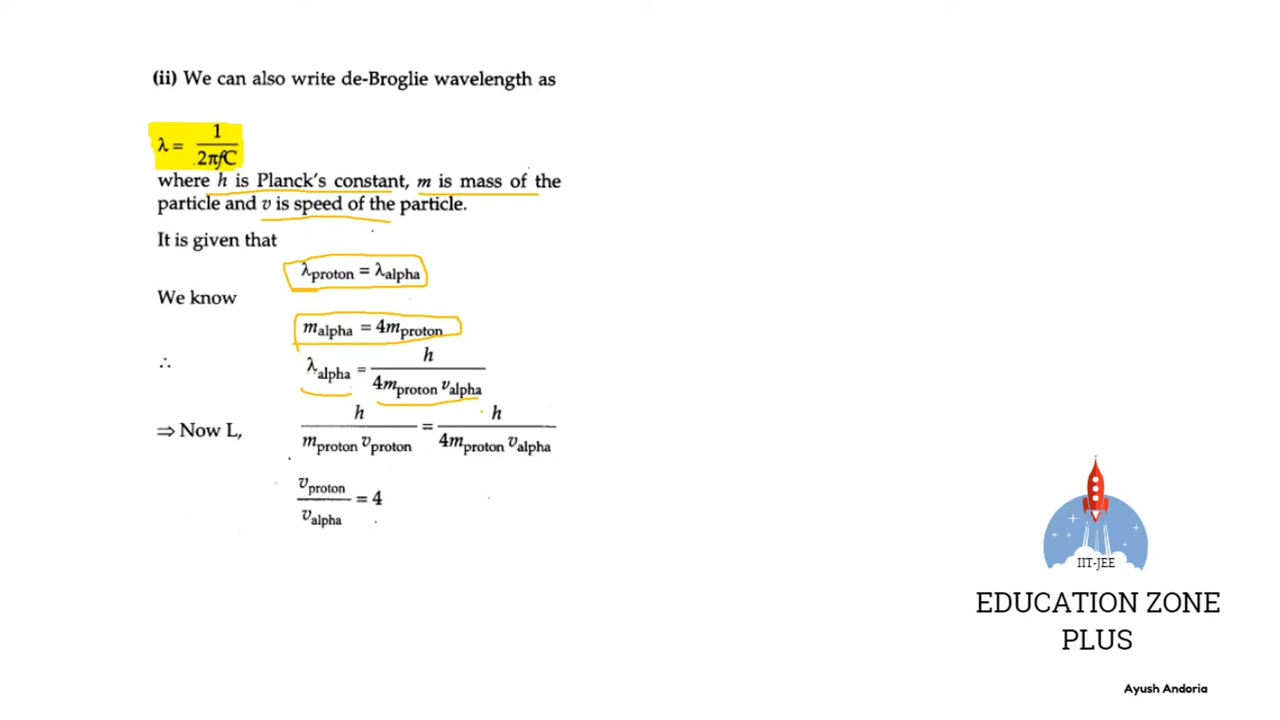 (ii) We can also write de-Broglie wavelength as
λ = 1 / 2πfC
where h is Planck's constant, m is mass of the
particle and v is speed of the particle.
It is given that
λproton = λalpha
We know
malpha = 4mproton
∴ λalpha = h / 4mproton valpha
⇒ Now L, h / mproton vproton = h / 4mproton valpha
vproton / valpha = 4
IIT-JEE
EDUCATION ZONE
PLUS
Ayush Andoria